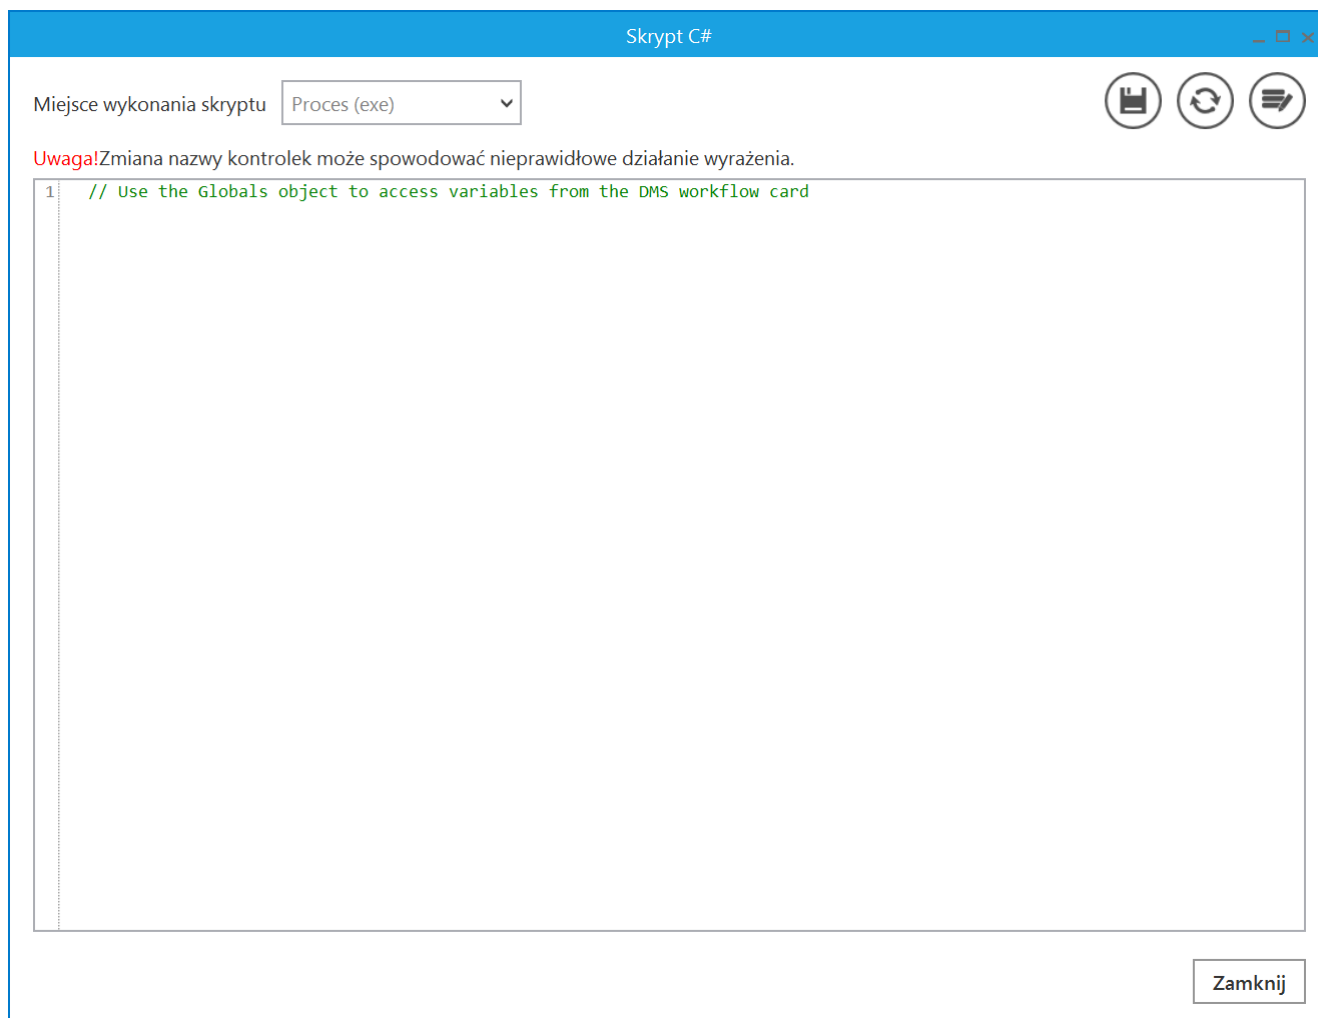 Skrypt C#
Miejsce wykonania skryptu Proces (exe)
Uwaga!Zmiana nazwy kontrolek może spowodować nieprawidłowe działanie wyrażenia.
1 // Use the Globals object to access variables from the DMS workflow card
Zamknij